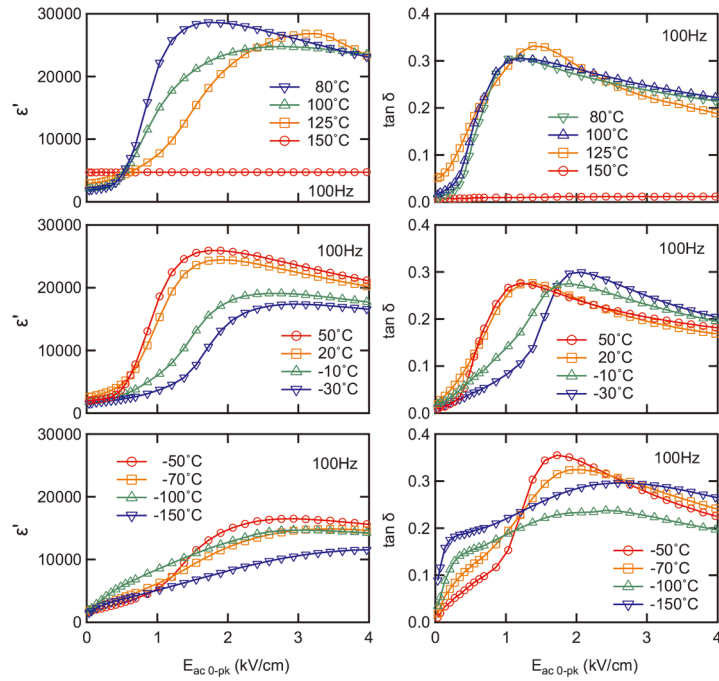 30000
20000
10000
0
ε'
80˚C
100˚C
125˚C
150˚C
100Hz
0.4
0.3
0.2
0.1
0.0
tan δ
100Hz
80˚C
100˚C
125˚C
150˚C
30000
20000
10000
0
ε'
100Hz
50˚C
20˚C
-10˚C
-30˚C
0.4
0.3
0.2
0.1
0.0
tan δ
100Hz
50˚C
20˚C
-10˚C
-30˚C
30000
20000
10000
0
ε'
-50˚C
-70˚C
-100˚C
-150˚C
100Hz
0 1 2 3 4
E ac 0-pk (kV/cm)
0.4
0.3
0.2
0.1
0.0
tan δ
100Hz
-50˚C
-70˚C
-100˚C
-150˚C
0 1 2 3 4
E ac 0-pk (kV/cm)